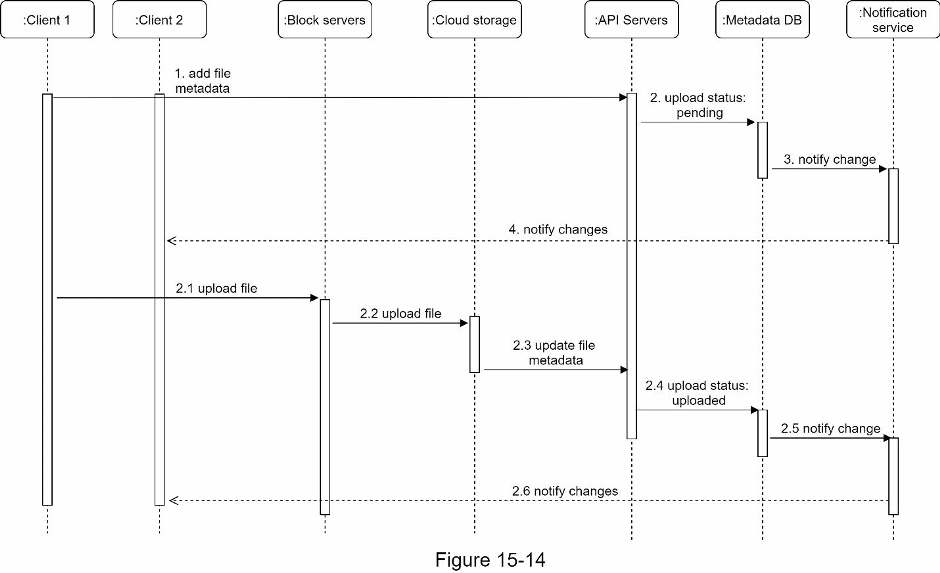 :Client 1
:Client 2
:Block servers
:Cloud storage
:API Servers
:Metadata DB
:Notification
service
1. add file
metadata
2. upload status:
pending
3. notify change
4. notify changes
2.1 upload file
2.2 upload file
2.3 update file
metadata
2.4 upload status:
uploaded
2.5 notify change
2.6 notify changes
Figure 15-14